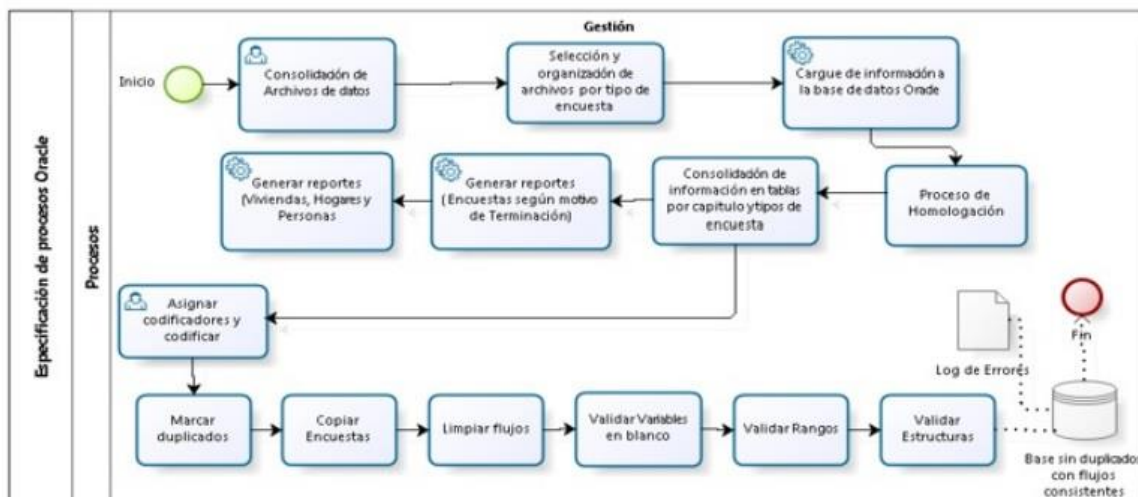 Gestión
Especificación de procesos Oracle
Procesos
Inicio
Consolidación de
Archivos de datos
Selección y
organización de
archivos por tipo de
encuesta
Cargue de información a
la base de datos Orade
Proceso de
Homologación
Consolidación de
información en tablas
por capitulo y tipos de
encuesta
Generar reportes
( Encuestas según motivo
de Terminación)
Generar reportes
(Viviendas, Hogares y
Personas
Asignar
codificadores y
codificar
Marcar
duplicados
Copiar
Encuestas
Limpiar flujos
Validar Variables
en blanco
Validar Rangos
Validar
Estructuras
Log de Errores
Fin
Base sin duplicados
con flujos
consistentes